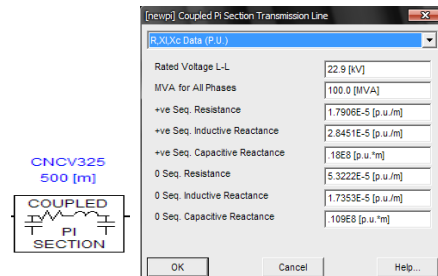 [newpi] Coupled Pi Section Transmission Line
R,Xl,Xc Data (P.U.)
Rated Voltage L-L 22.9 [kV]
MVA for All Phases 100.0 [MVA]
+ve Seq. Resistance 1.7906E-5 [p.u./m]
+ve Seq. Inductive Reactance 2.8451E-5 [p.u./m]
+ve Seq. Capacitive Reactance .18E8 [p.u.*m]
0 Seq. Resistance 5.3222E-5 [p.u./m]
0 Seq. Inductive Reactance 1.7353E-5 [p.u./m]
0 Seq. Capacitive Reactance .109E8 [p.u.*m]
OK Cancel Help...
CNCV325
500 [m]
COUPLED
PI
SECTION